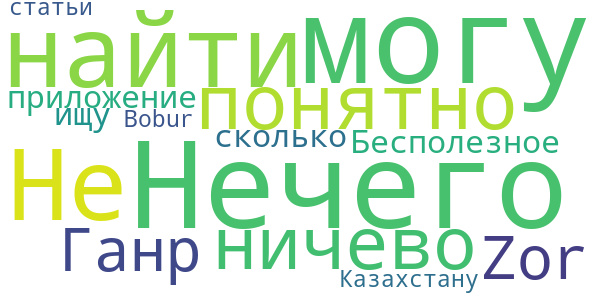 статьи
найти могу
приложение понятно
ищу Bobur
сколько Бесполезное
Не Нечего
Ганр ничево Zor
Казахстану